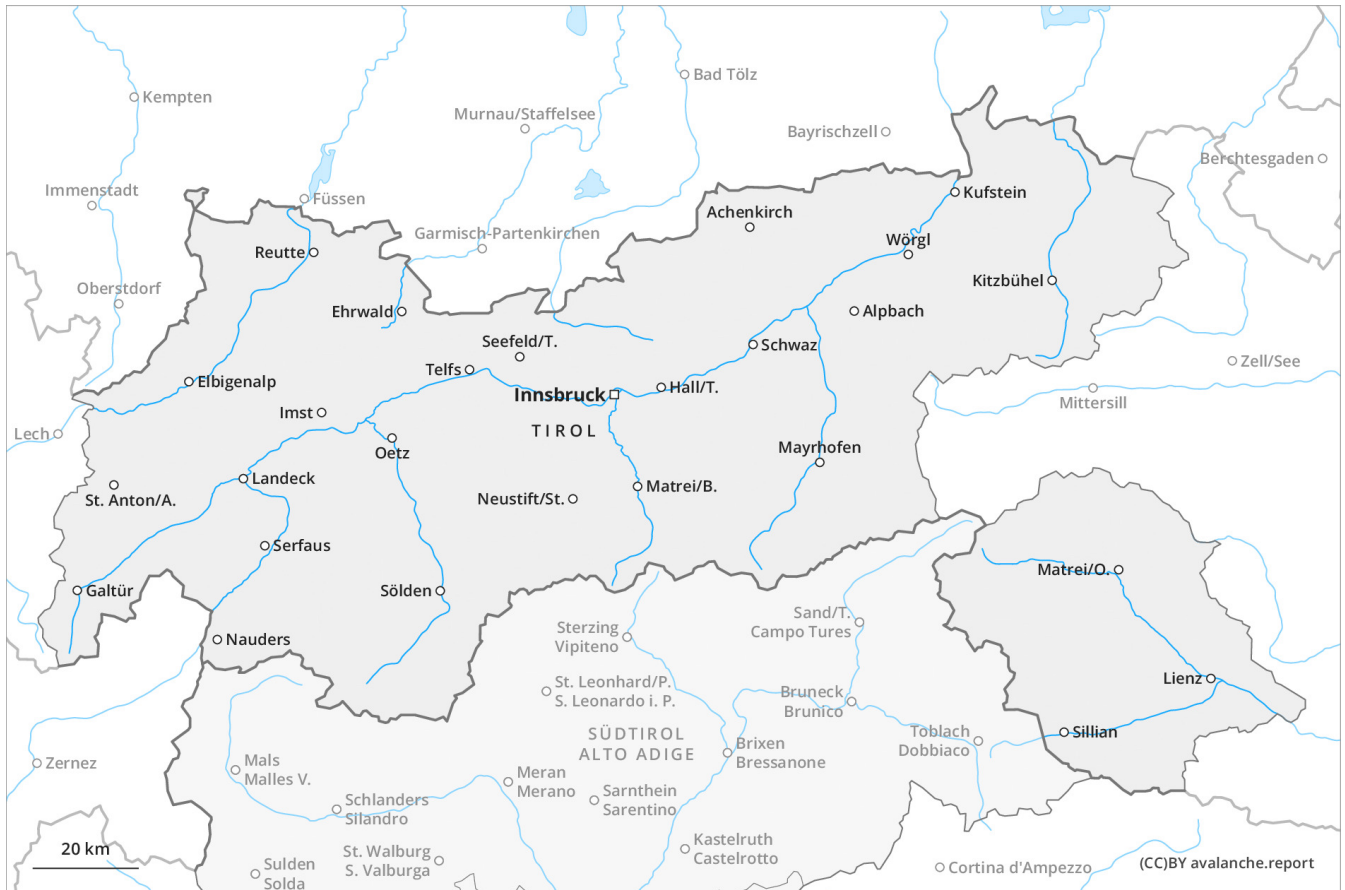 Kempten
Bad Tölz
Murnau/Staffelsee
Bayrischzell
Berchtesgaden
Immenstadt
Füssen
Kufstein
Achenkirch
Garmisch-Partenkirchen
Reutte
Wörgl
Oberstdorf
Kitzbühel
Ehrwald
Alpbach
Seefeld/T.
Schwaz
Zell/See
Telfs
Elbigenalp
Innsbruck
Hall/T.
Mittersill
Imst
TIROL
Lech
Oetz
Mayrhofen
Landeck
St. Anton/A.
Neustift/St.
Matrei/B.
Serfaus
Matrei/O.
Galtür
Sölden
Sand/T.
Campo Tures
Sterzing
Vipiteno
Nauders
Lienz
St. Leonhard/P.
S. Leonardo i. P.
Bruneck
Brunico
SÜDTIROL
ALTO ADIGE
Toblach
Dobbiaco
Sillian
Brixen
Bressanone
Zernez
Mals
Malles V.
Meran
Merano
Sarnthein
Sarentino
Schlanders
Silandro
Kastelruth
Castelrotto
20 km
St. Walburg
S. Valburga
Sulden
Solda
Cortina d'Ampezzo
(CC)BY avalanche.report